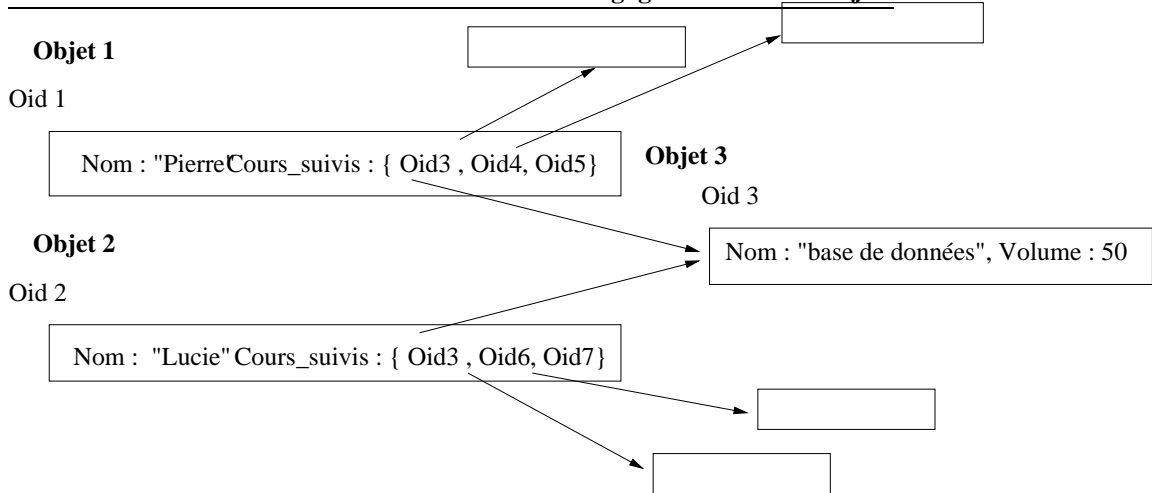 Objet 1
Oid 1
Nom : "Pierre" Cours_suivis : { Oid3 , Oid4, Oid5}
Objet 3
Oid 3
Objet 2
Nom : "base de données", Volume : 50
Oid 2
Nom : "Lucie" Cours_suivis : { Oid3 , Oid6, Oid7}